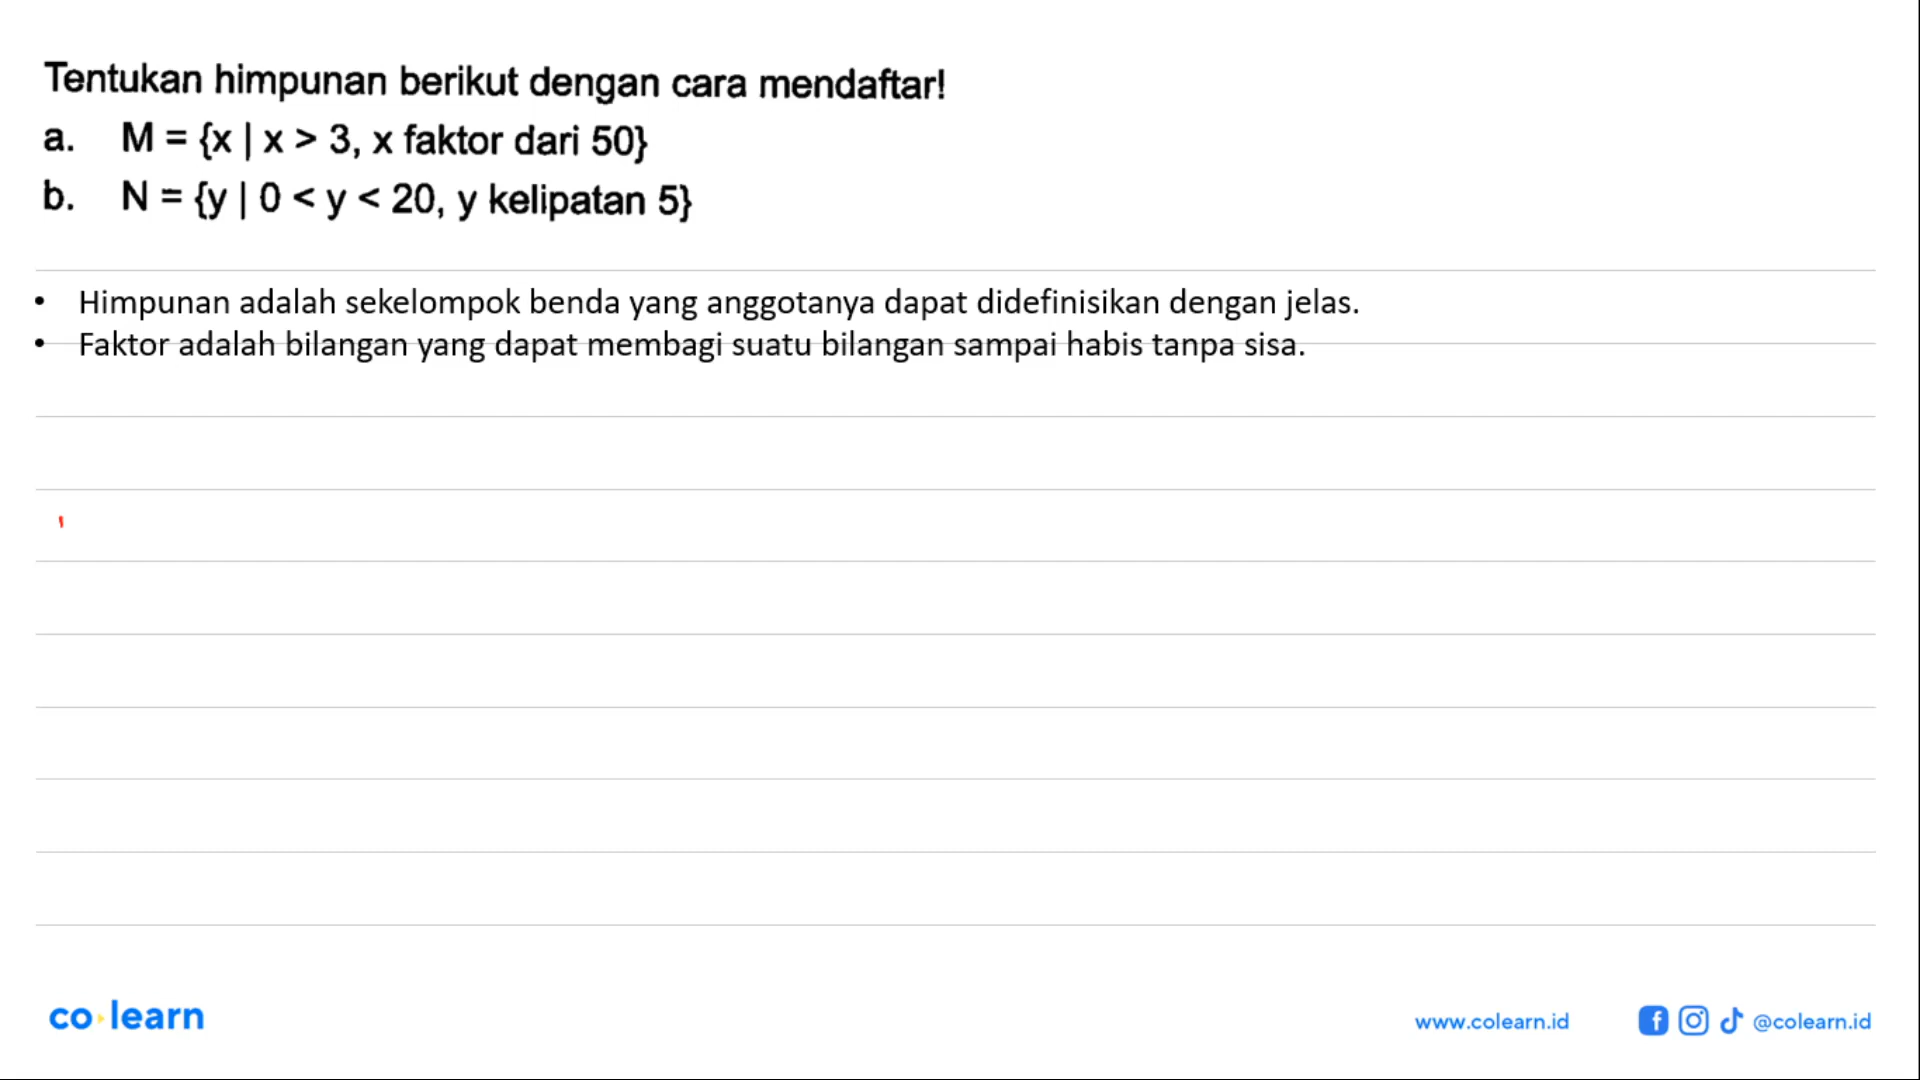 Tentukan himpunan berikut dengan cara mendaftar!
a. M = {x | x > 3, x faktor dari 50}
b. N = {y | 0 < y < 20, y kelipatan 5}
• Himpunan adalah sekelompok benda yang anggotanya dapat didefinisikan dengan jelas.
• Faktor adalah bilangan yang dapat membagi suatu bilangan sampai habis tanpa sisa.
co learn
www.colearn.id
@colearn.id